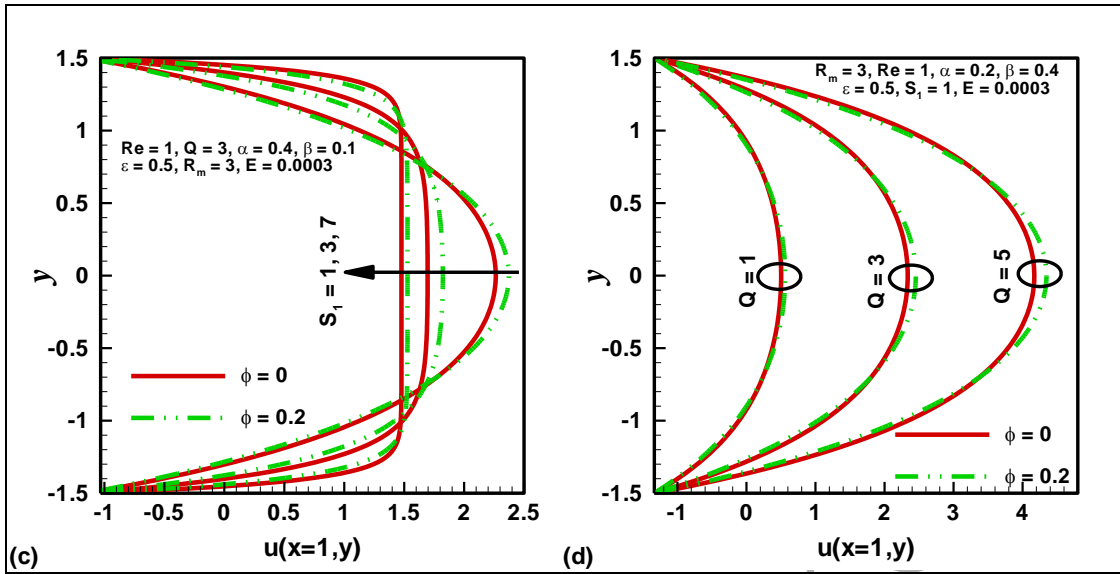 1.5
1
0.5
0
-0.5
-1
-1.5
y
Re = 1, Q = 3, α = 0.4, β = 0.1
ε = 0.5, R_m = 3, E = 0.0003
S_1 = 1, 3, 7
ϕ = 0
ϕ = 0.2
-1 -0.5 0 0.5 1 1.5 2 2.5
u(x=1,y)
(c)
1.5
1
0.5
0
-0.5
-1
-1.5
y
R_m = 3, Re = 1, α = 0.2, β = 0.4
ε = 0.5, S_1 = 1, E = 0.0003
Q = 1
Q = 3
Q = 5
ϕ = 0
ϕ = 0.2
-1 0 1 2 3 4
u(x=1,y)
(d)